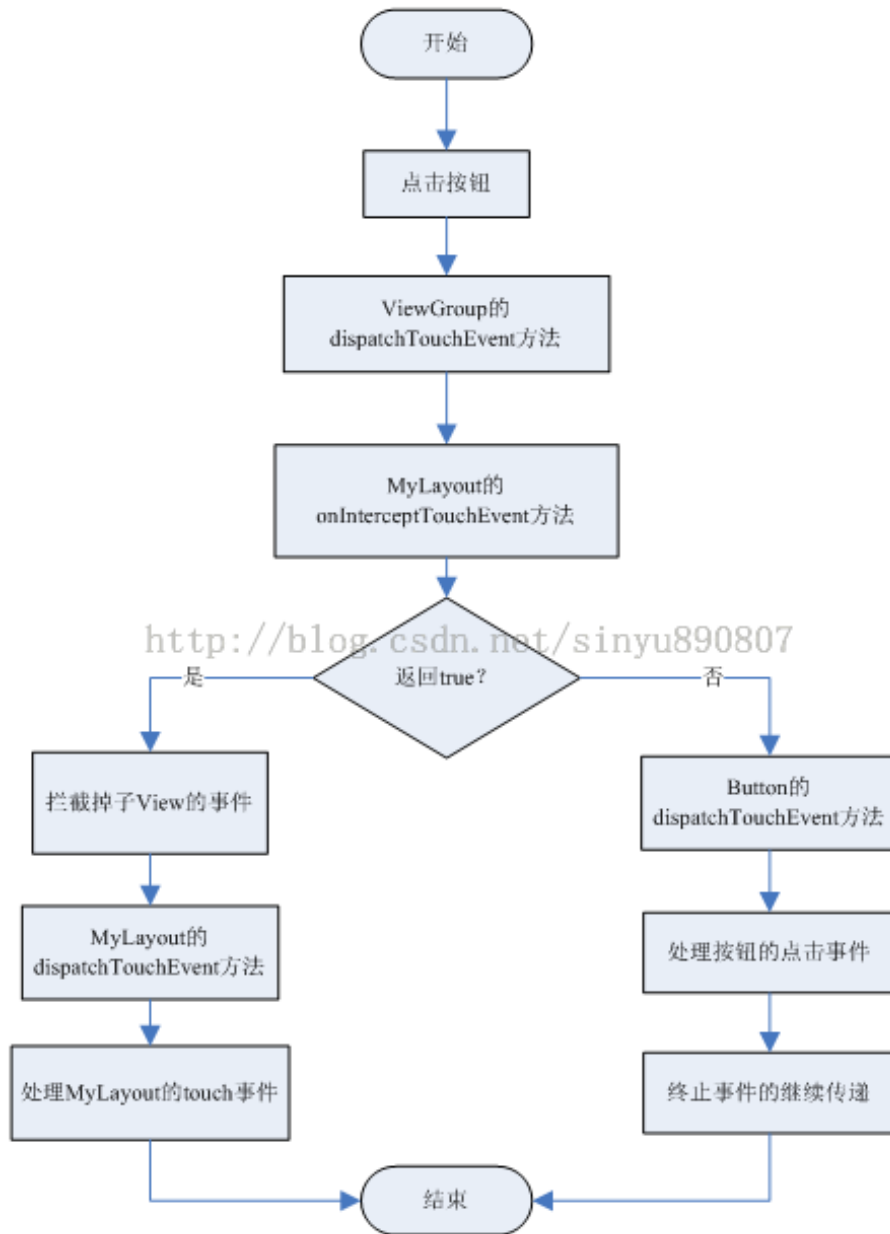 开始
点击按钮
ViewGroup的
dispatchTouchEvent方法
MyLayout的
onInterceptTouchEvent方法
http://blog.csdn.net/sinyu890807
返回true？
是
否
拦截掉子View的事件
Button的
dispatchTouchEvent方法
MyLayout的
dispatchTouchEvent方法
处理按钮的点击事件
处理MyLayout的touch事件
终止事件的继续传递
结束